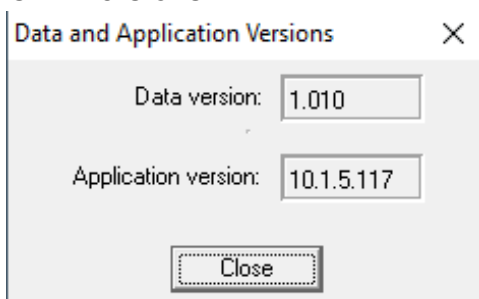 Data and Application Versions
Data version: 1.010
Application version: 10.1.5.117
Close